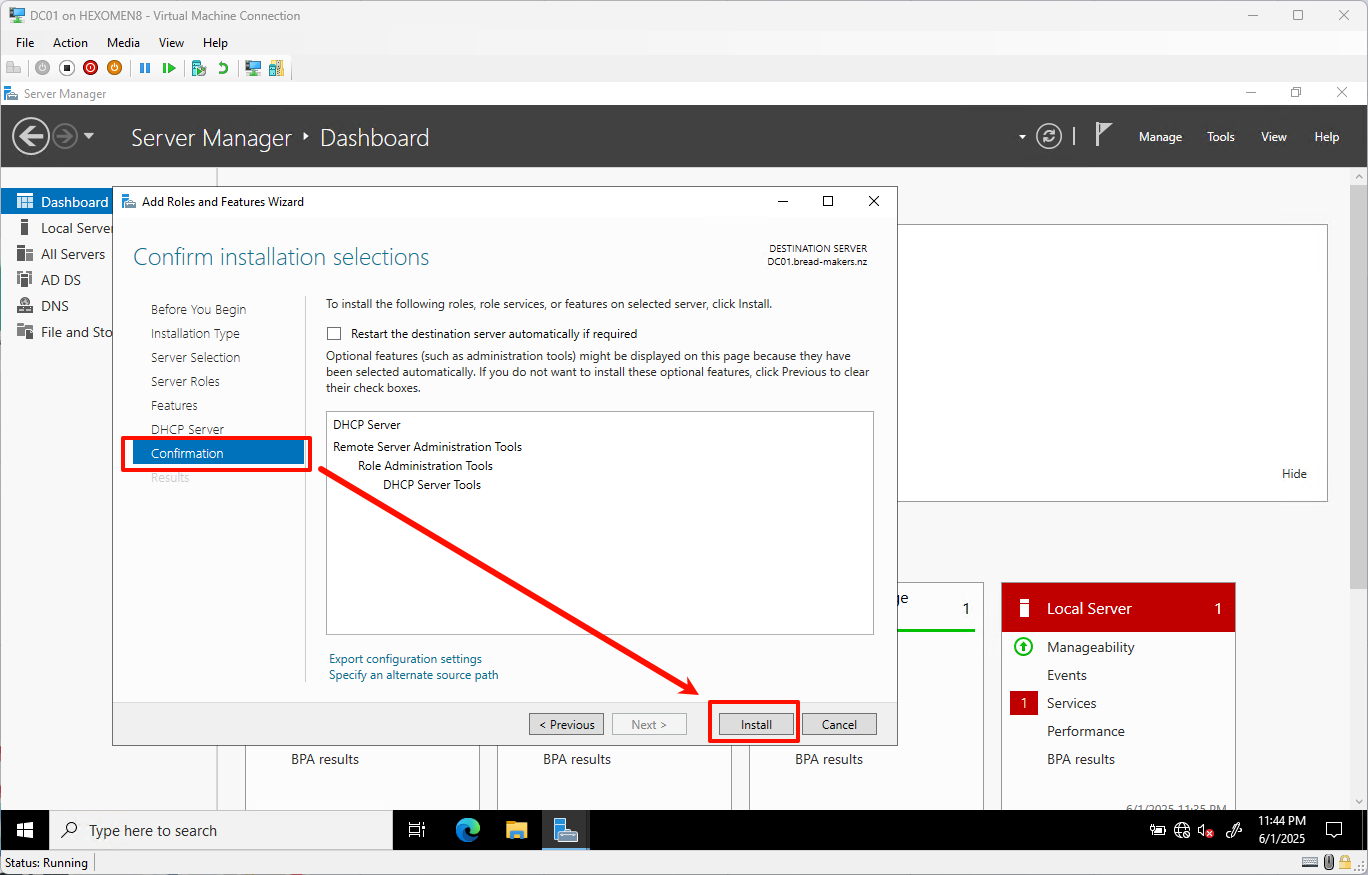 DC01 on HEXOMEN8 - Virtual Machine Connection
File Action Media View Help
Server Manager
Server Manager Dashboard
Manage Tools View Help
Dashboard
Local Server
All Servers
AD DS
DNS
File and Sto
Add Roles and Features Wizard
Confirm installation selections
DESTINATION SERVER
DC01.bread-makers.nz
Before You Begin
Installation Type
Server Selection
Server Roles
Features
DHCP Server
Confirmation
Results
To install the following roles, role services, or features on selected server, click Install.
Restart the destination server automatically if required
Optional features (such as administration tools) might be displayed on this page because they have
been selected automatically. If you do not want to install these optional features, click Previous to clear
their check boxes.
DHCP Server
Remote Server Administration Tools
Role Administration Tools
DHCP Server Tools
Export configuration settings
Specify an alternate source path
< Previous Next > Install Cancel
Hide
ge 1
Local Server 1
Manageability
Events
1 Services
Performance
BPA results
BPA results
BPA results
BPA results
6/1/2025 11:35 PM
Type here to search
11:44 PM
6/1/2025
Status: Running